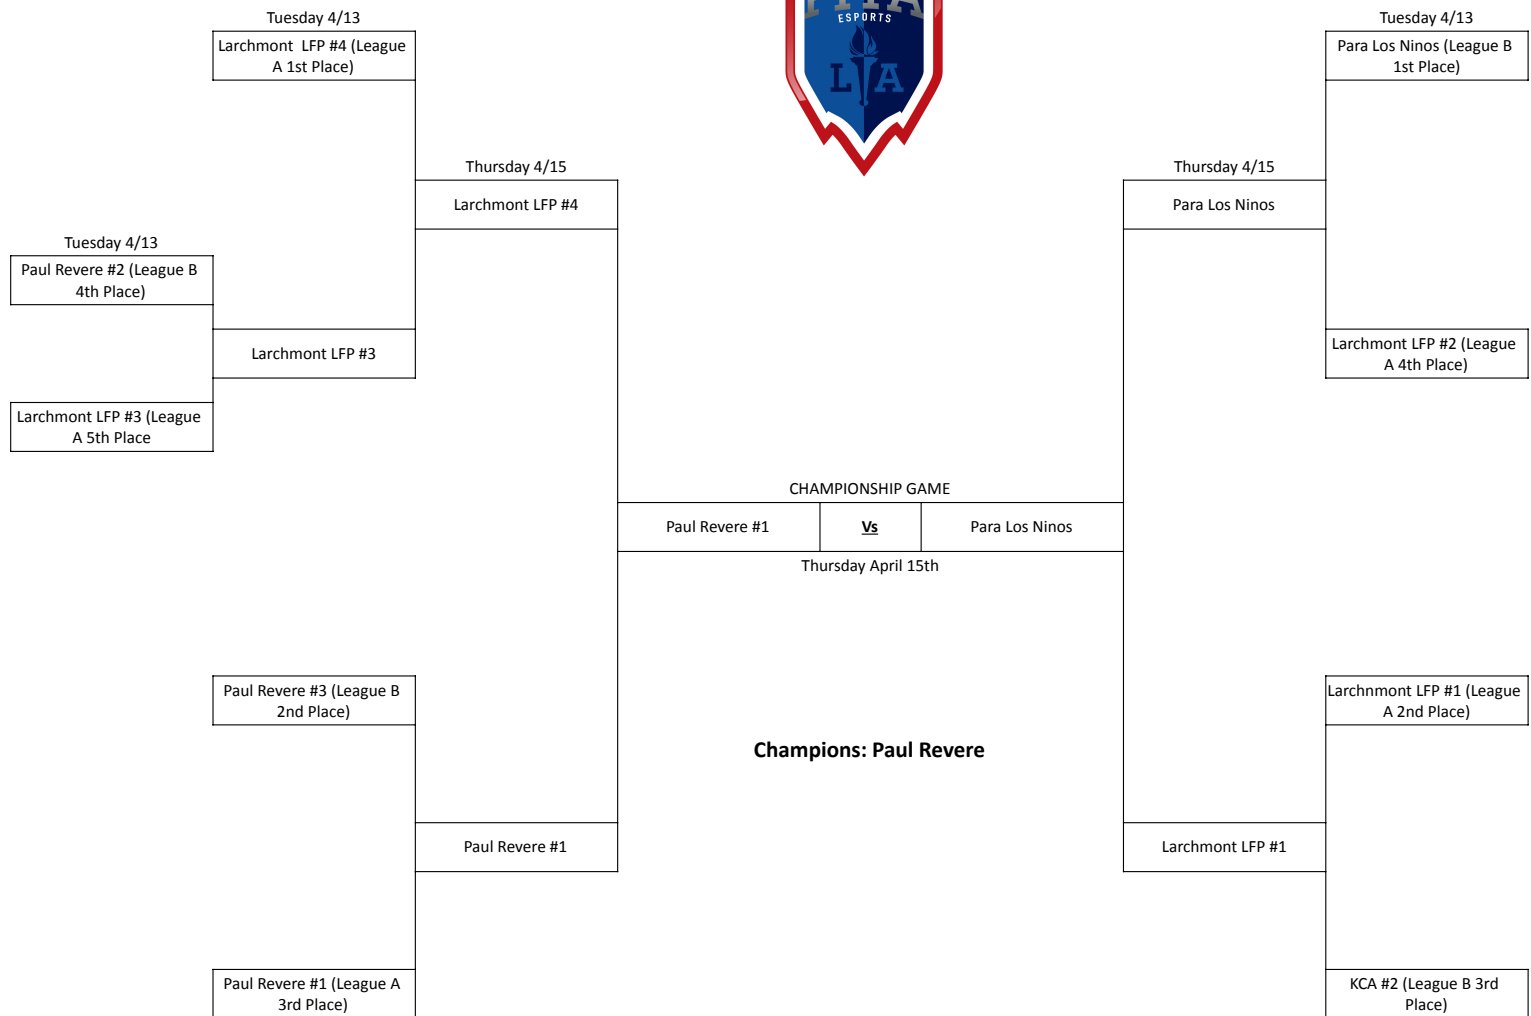 ESPORTS
L A
Tuesday 4/13
Larchmont  LFP #4 (League
A 1st Place)
Tuesday 4/13
Para Los Ninos (League B
1st Place)
Thursday 4/15
Larchmont LFP #4
Thursday 4/15
Para Los Ninos
Tuesday 4/13
Paul Revere #2 (League B
4th Place)
Larchmont LFP #3
Larchmont LFP #2 (League
A 4th Place)
Larchmont LFP #3 (League
A 5th Place
CHAMPIONSHIP GAME
Paul Revere #1
Vs
Para Los Ninos
Thursday April 15th
Paul Revere #3 (League B
2nd Place)
Larchnmont LFP #1 (League
A 2nd Place)
Champions: Paul Revere
Paul Revere #1
Larchmont LFP #1
Paul Revere #1 (League A
3rd Place)
KCA #2 (League B 3rd
Place)